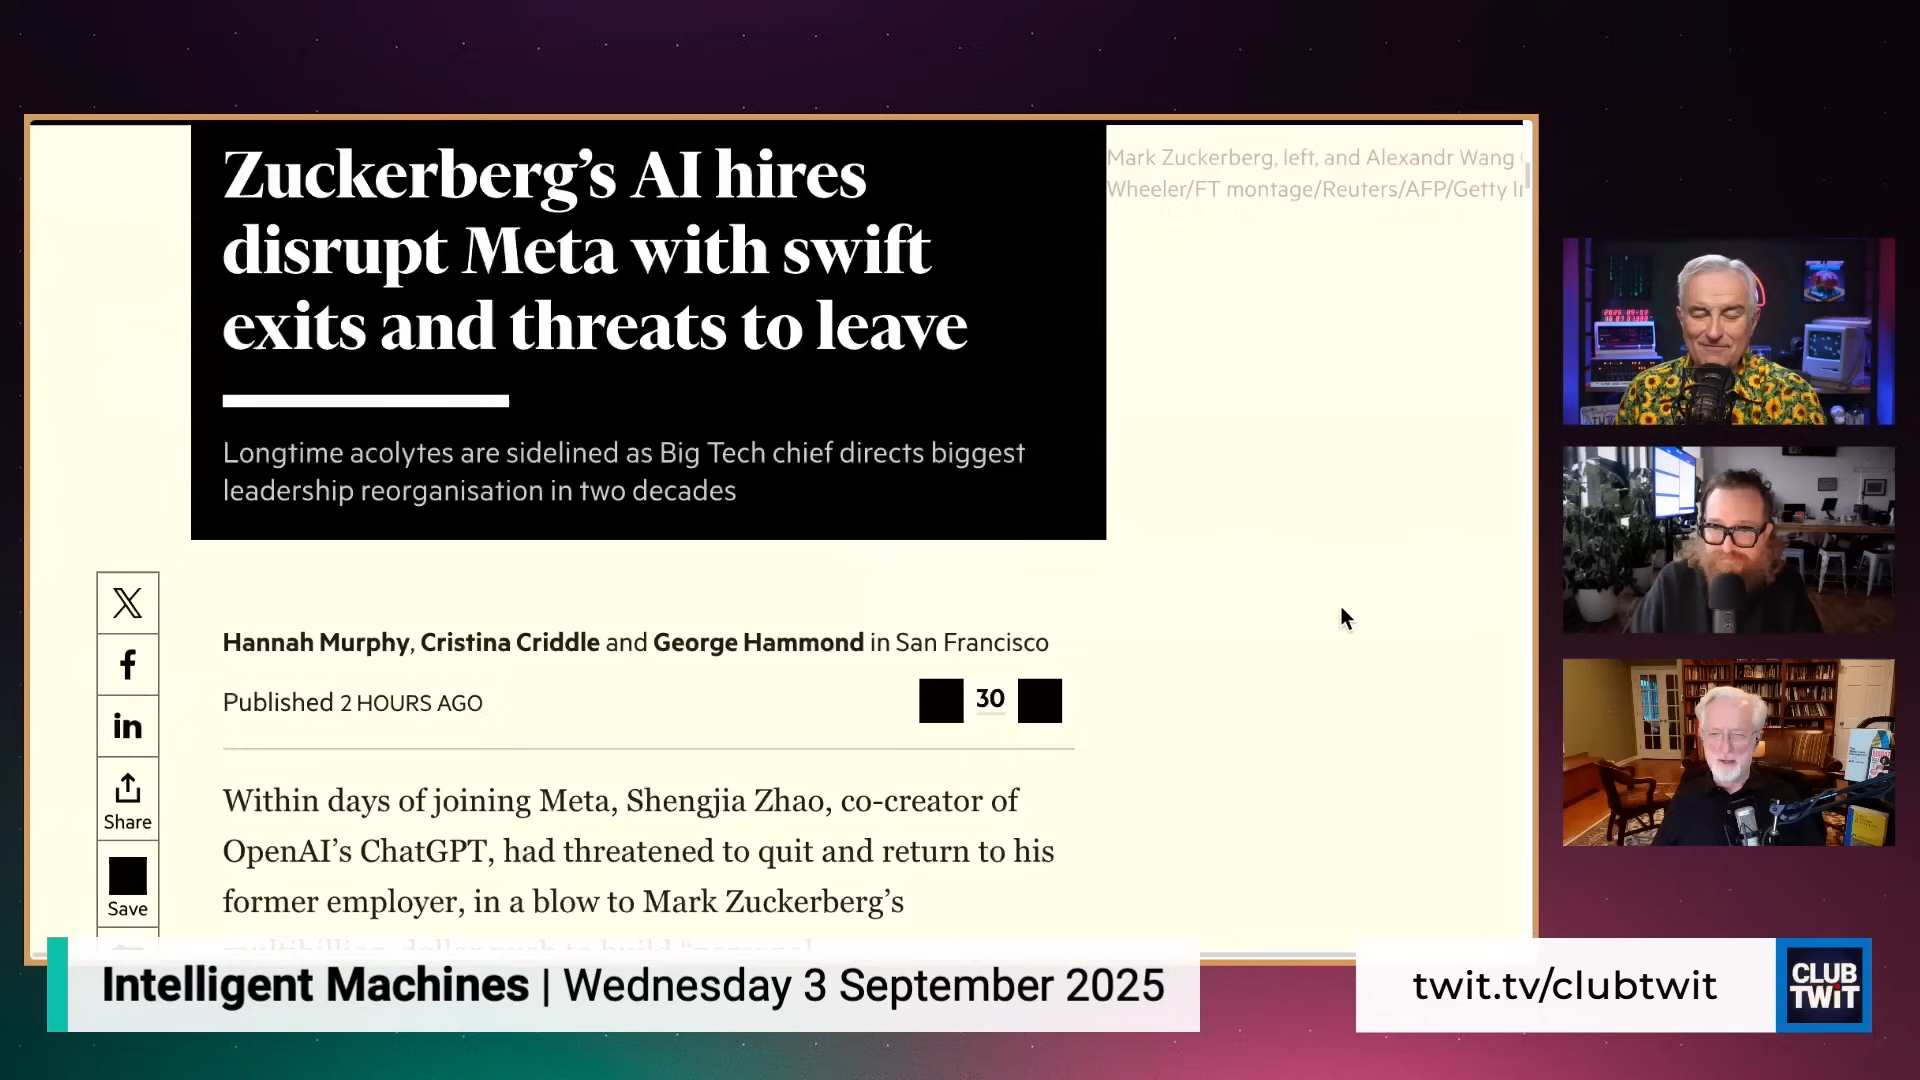 Zuckerberg’s AI hires
disrupt Meta with swift
exits and threats to leave
Longtime acolytes are sidelined as Big Tech chief directs biggest
leadership reorganisation in two decades
Mark Zuckerberg, left, and Alexandr Wang
Wheeler/FT montage/Reuters/AFP/Getty
Hannah Murphy, Cristina Criddle and George Hammond in San Francisco
Published 2 HOURS AGO
30
Share
Save
Within days of joining Meta, Shengjia Zhao, co-creator of
OpenAI’s ChatGPT, had threatened to quit and return to his
former employer, in a blow to Mark Zuckerberg’s
Intelligent Machines | Wednesday 3 September 2025
twit.tv/clubtwit
CLUB
TWiT